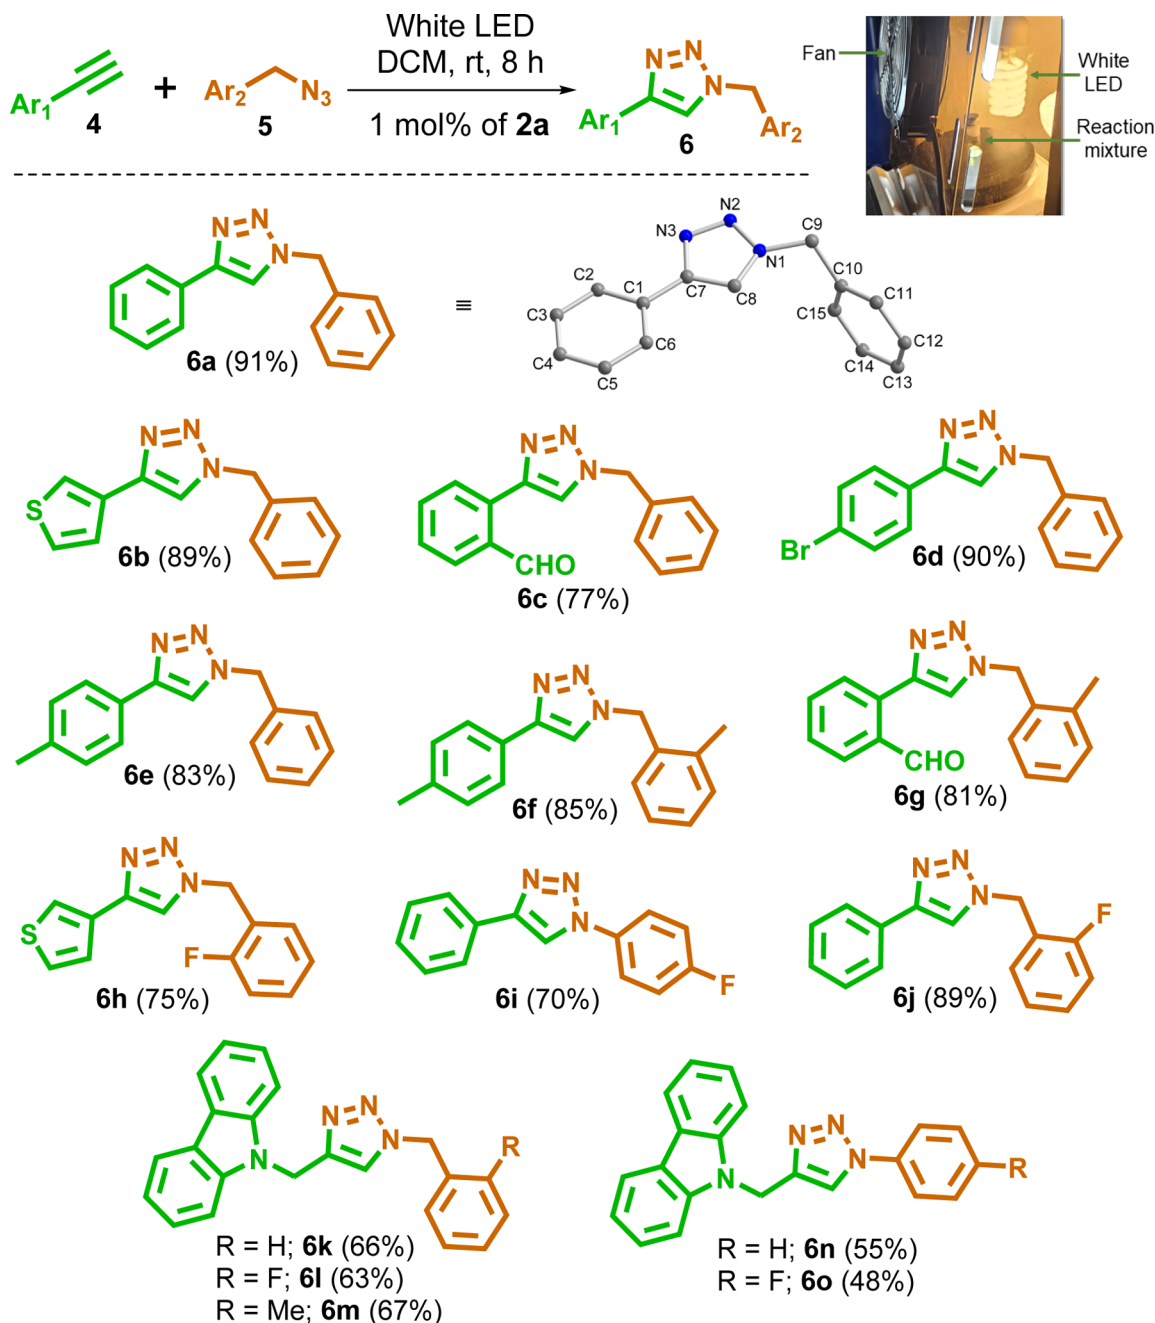 White LED
DCM, rt, 8 h
1 mol% of 2a
Ar1
4
+
Ar2
N3
5
N N
N
Ar1
Ar2
6
Fan
White
LED
Reaction
mixture
N N
N
6a (91%)
≡
N2
N3
N1
C9
C2
C1
C7
C8
C10
C11
C3
C15
C6
C12
C4
C14
C5
C13
N N
N
S
6b (89%)
N N
N
CHO
6c (77%)
N N
N
Br
6d (90%)
N N
N
6e (83%)
N N
N
6f (85%)
N N
N
CHO
6g (81%)
N N
N
S
F
6h (75%)
N N
N
F
6i (70%)
N N
N
F
6j (89%)
N N
N
N
R
R = H; 6k (66%)
R = F; 6l (63%)
R = Me; 6m (67%)
N N
N
N
R
R = H; 6n (55%)
R = F; 6o (48%)